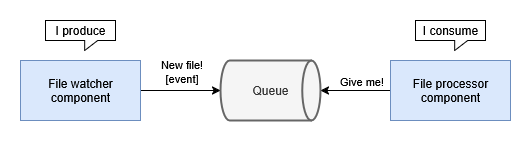 I produce
I consume
New file!
[event]
File watcher
component
Queue
Give me!
File processor
component